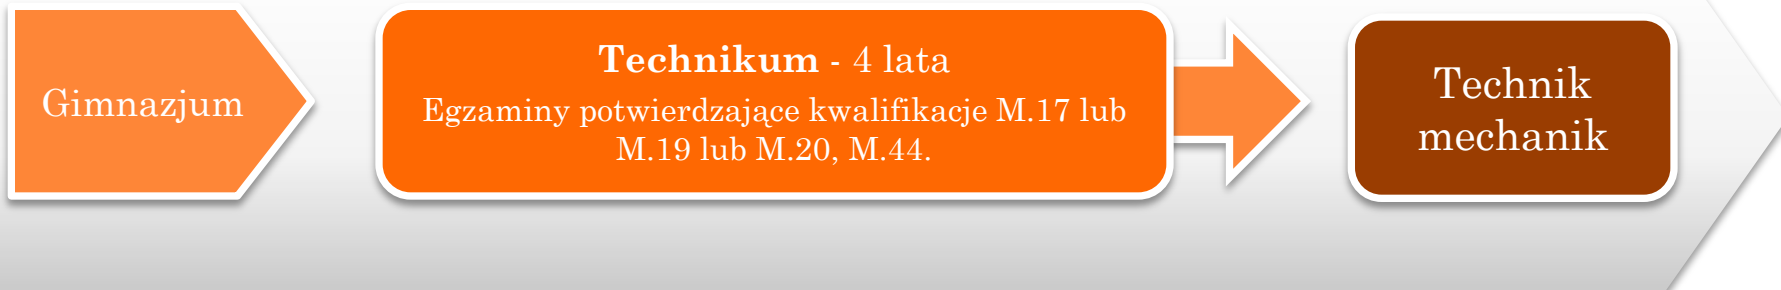 Gimnazjum
Technikum - 4 lata
Egzaminy potwierdzające kwalifikacje M.17 lub
M.19 lub M.20, M.44.
Technik
mechanik